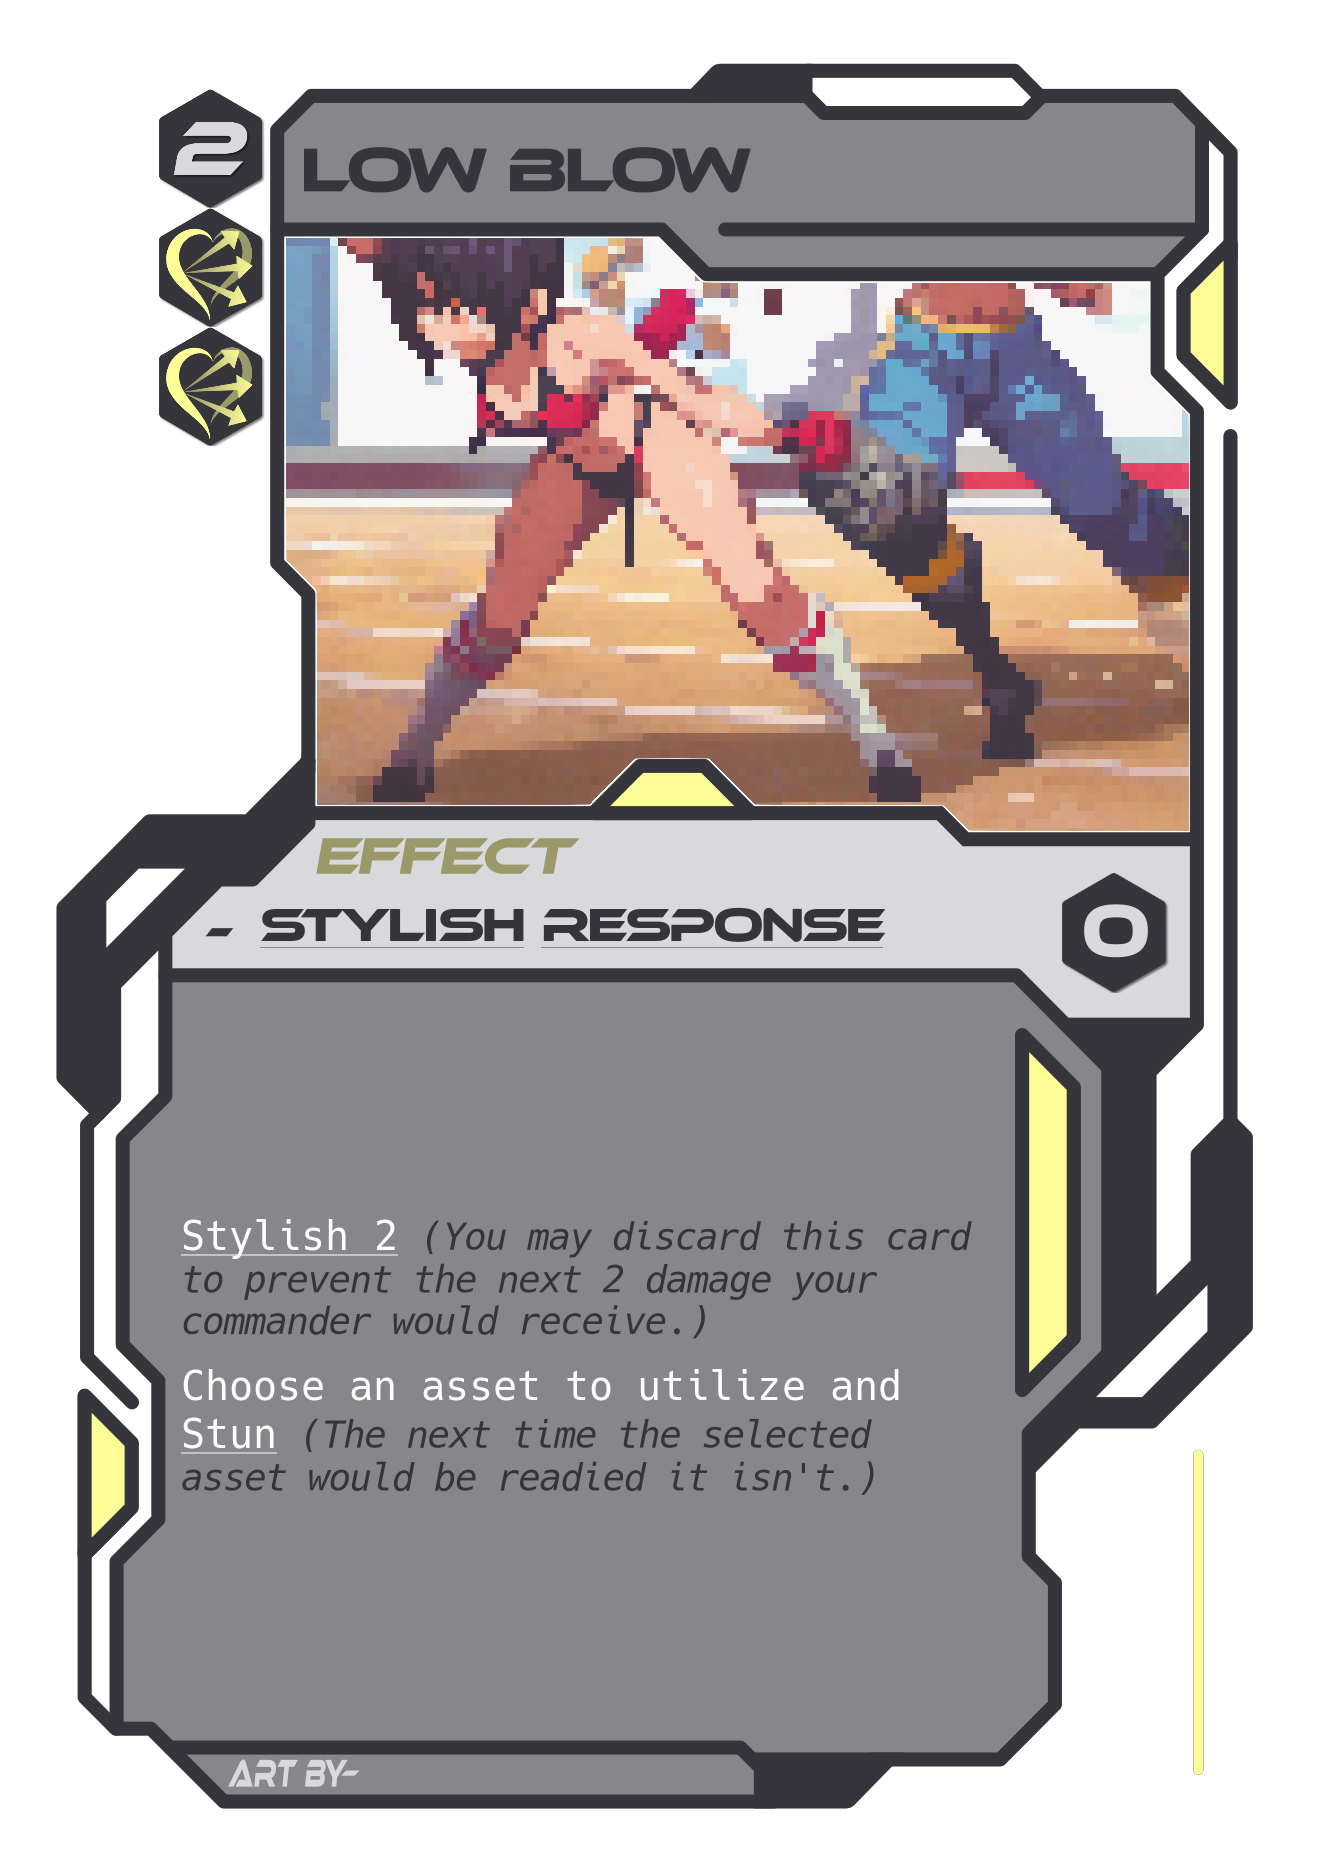 2
LOW BLOW
EFFECT
- STYLISH RESPONSE
0
Stylish 2 (You may discard this card
to prevent the next 2 damage your
commander would receive.)
Choose an asset to utilize and
Stun (The next time the selected
asset would be readied it isn't.)
ART BY-